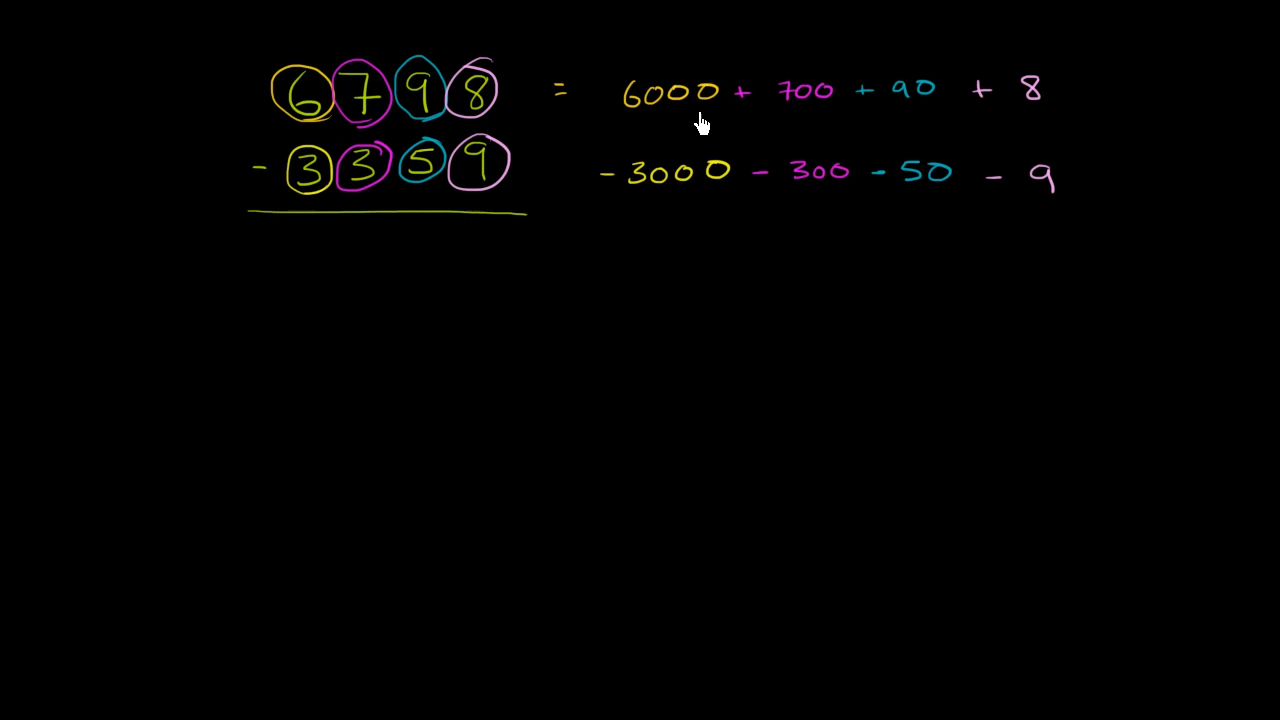 6798 = 6000 + 700 + 90 + 8
- 3359 - 3000 - 300 - 50 - 9